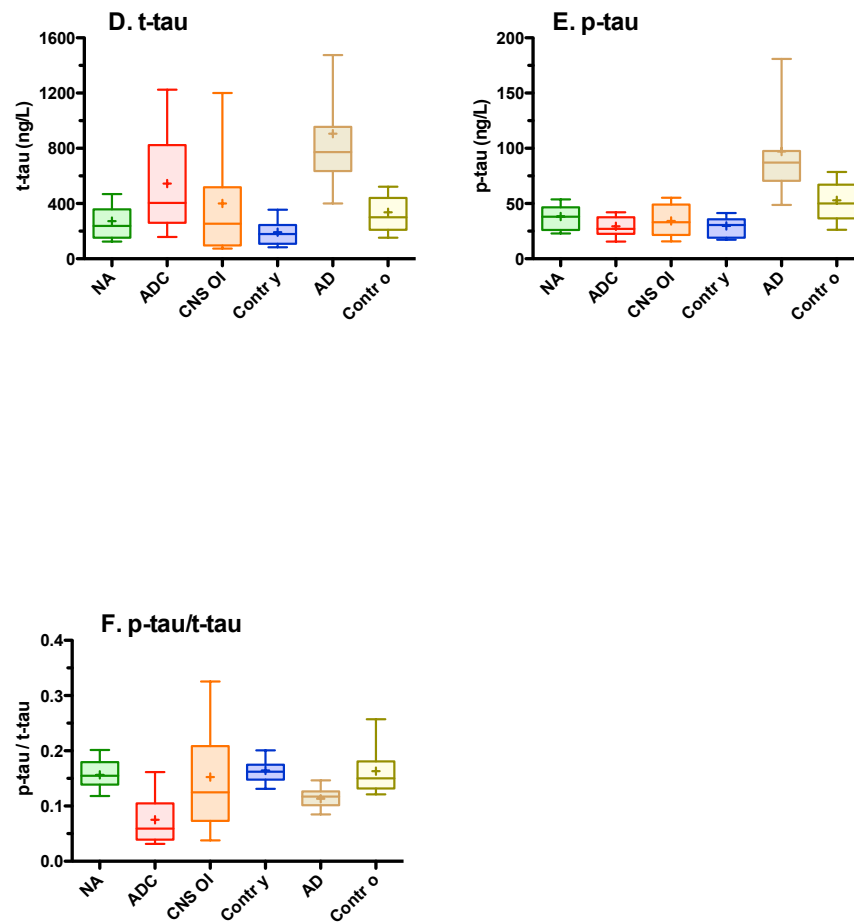 D. t-tau
t-tau (ng/L)
1600
1200
800
400
0
NA
ADC
CNS OI
Contr y
AD
Contr o
E. p-tau
p-tau (ng/L)
200
150
100
50
0
NA
ADC
CNS OI
Contr y
AD
Contr o
F. p-tau/t-tau
p-tau / t-tau
0.4
0.3
0.2
0.1
0.0
NA
ADC
CNS OI
Contr y
AD
Contr o